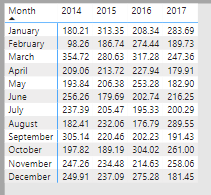 Month 2014 2015 2016 2017
January 180.21 313.35 208.34 283.69
February 98.26 186.74 274.44 189.73
March 354.72 280.63 317.28 247.36
April 209.06 213.72 227.94 179.91
May 193.84 206.38 253.28 182.90
June 256.26 179.69 202.74 216.25
July 237.39 205.47 195.33 200.29
August 182.41 232.06 176.79 289.55
September 305.14 220.46 202.23 191.43
October 197.82 189.19 304.02 261.00
November 247.26 234.48 214.63 258.06
December 249.91 237.09 275.28 181.45